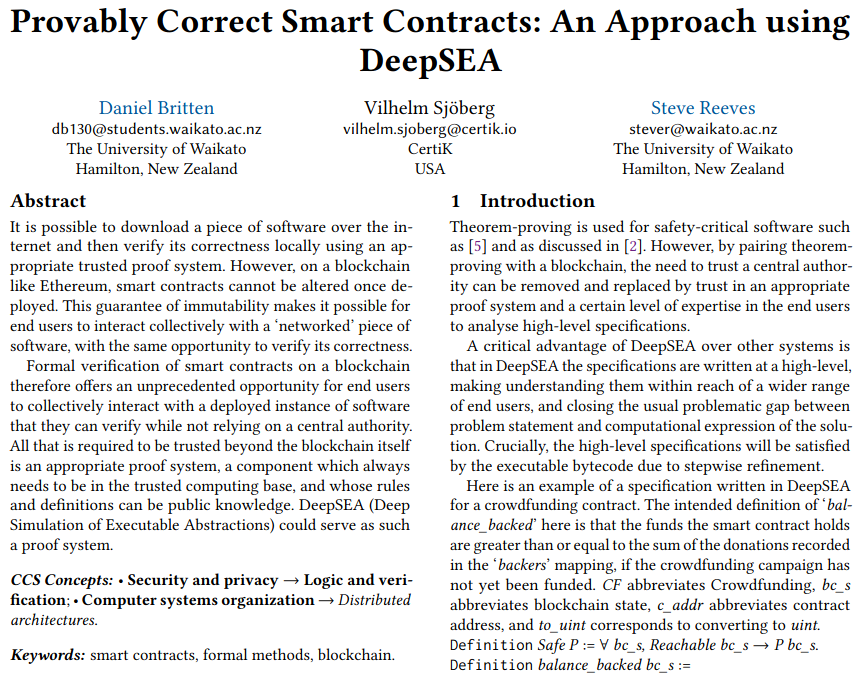 Provably Correct Smart Contracts: An Approach using
DeepSEA
Daniel Britten
db130@students.waikato.ac.nz
The University of Waikato
Hamilton, New Zealand
Vilhelm Sjöberg
vilhelm.sjoberg@certik.io
CertiK
USA
Steve Reeves
stever@waikato.ac.nz
The University of Waikato
Hamilton, New Zealand
Abstract
It is possible to download a piece of software over the in-
ternet and then verify its correctness locally using an ap-
propriate trusted proof system. However, on a blockchain
like Ethereum, smart contracts cannot be altered once de-
ployed. This guarantee of immutability makes it possible for
end users to interact collectively with a ‘networked’ piece of
software, with the same opportunity to verify its correctness.
Formal verification of smart contracts on a blockchain
therefore offers an unprecedented opportunity for end users
to collectively interact with a deployed instance of software
that they can verify while not relying on a central authority.
All that is required to be trusted beyond the blockchain itself
is an appropriate proof system, a component which always
needs to be in the trusted computing base, and whose rules
and definitions can be public knowledge. DeepSEA (Deep
Simulation of Executable Abstractions) could serve as such
a proof system.
CCS Concepts: • Security and privacy → Logic and veri-
fication; • Computer systems organization → Distributed
architectures.
Keywords: smart contracts, formal methods, blockchain.
1 Introduction
Theorem-proving is used for safety-critical software such
as [5] and as discussed in [2]. However, by pairing theorem-
proving with a blockchain, the need to trust a central author-
ity can be removed and replaced by trust in an appropriate
proof system and a certain level of expertise in the end users
to analyse high-level specifications.
A critical advantage of DeepSEA over other systems is
that in DeepSEA the specifications are written at a high-level,
making understanding them within reach of a wider range
of end users, and closing the usual problematic gap between
problem statement and computational expression of the solu-
tion. Crucially, the high-level specifications will be satisfied
by the executable bytecode due to stepwise refinement.
Here is an example of a specification written in DeepSEA
for a crowdfunding contract. The intended definition of ‘bal-
ance_backed’ here is that the funds the smart contract holds
are greater than or equal to the sum of the donations recorded
in the ‘backers’ mapping, if the crowdfunding campaign has
not yet been funded. CF abbreviates Crowdfunding, bc_s
abbreviates blockchain state, c_addr abbreviates contract
address, and to_uint corresponds to converting to uint.
Definition Safe P := ∀ bc_s, Reachable bc_s → P bc_s.
Definition balance_backed bc_s :=